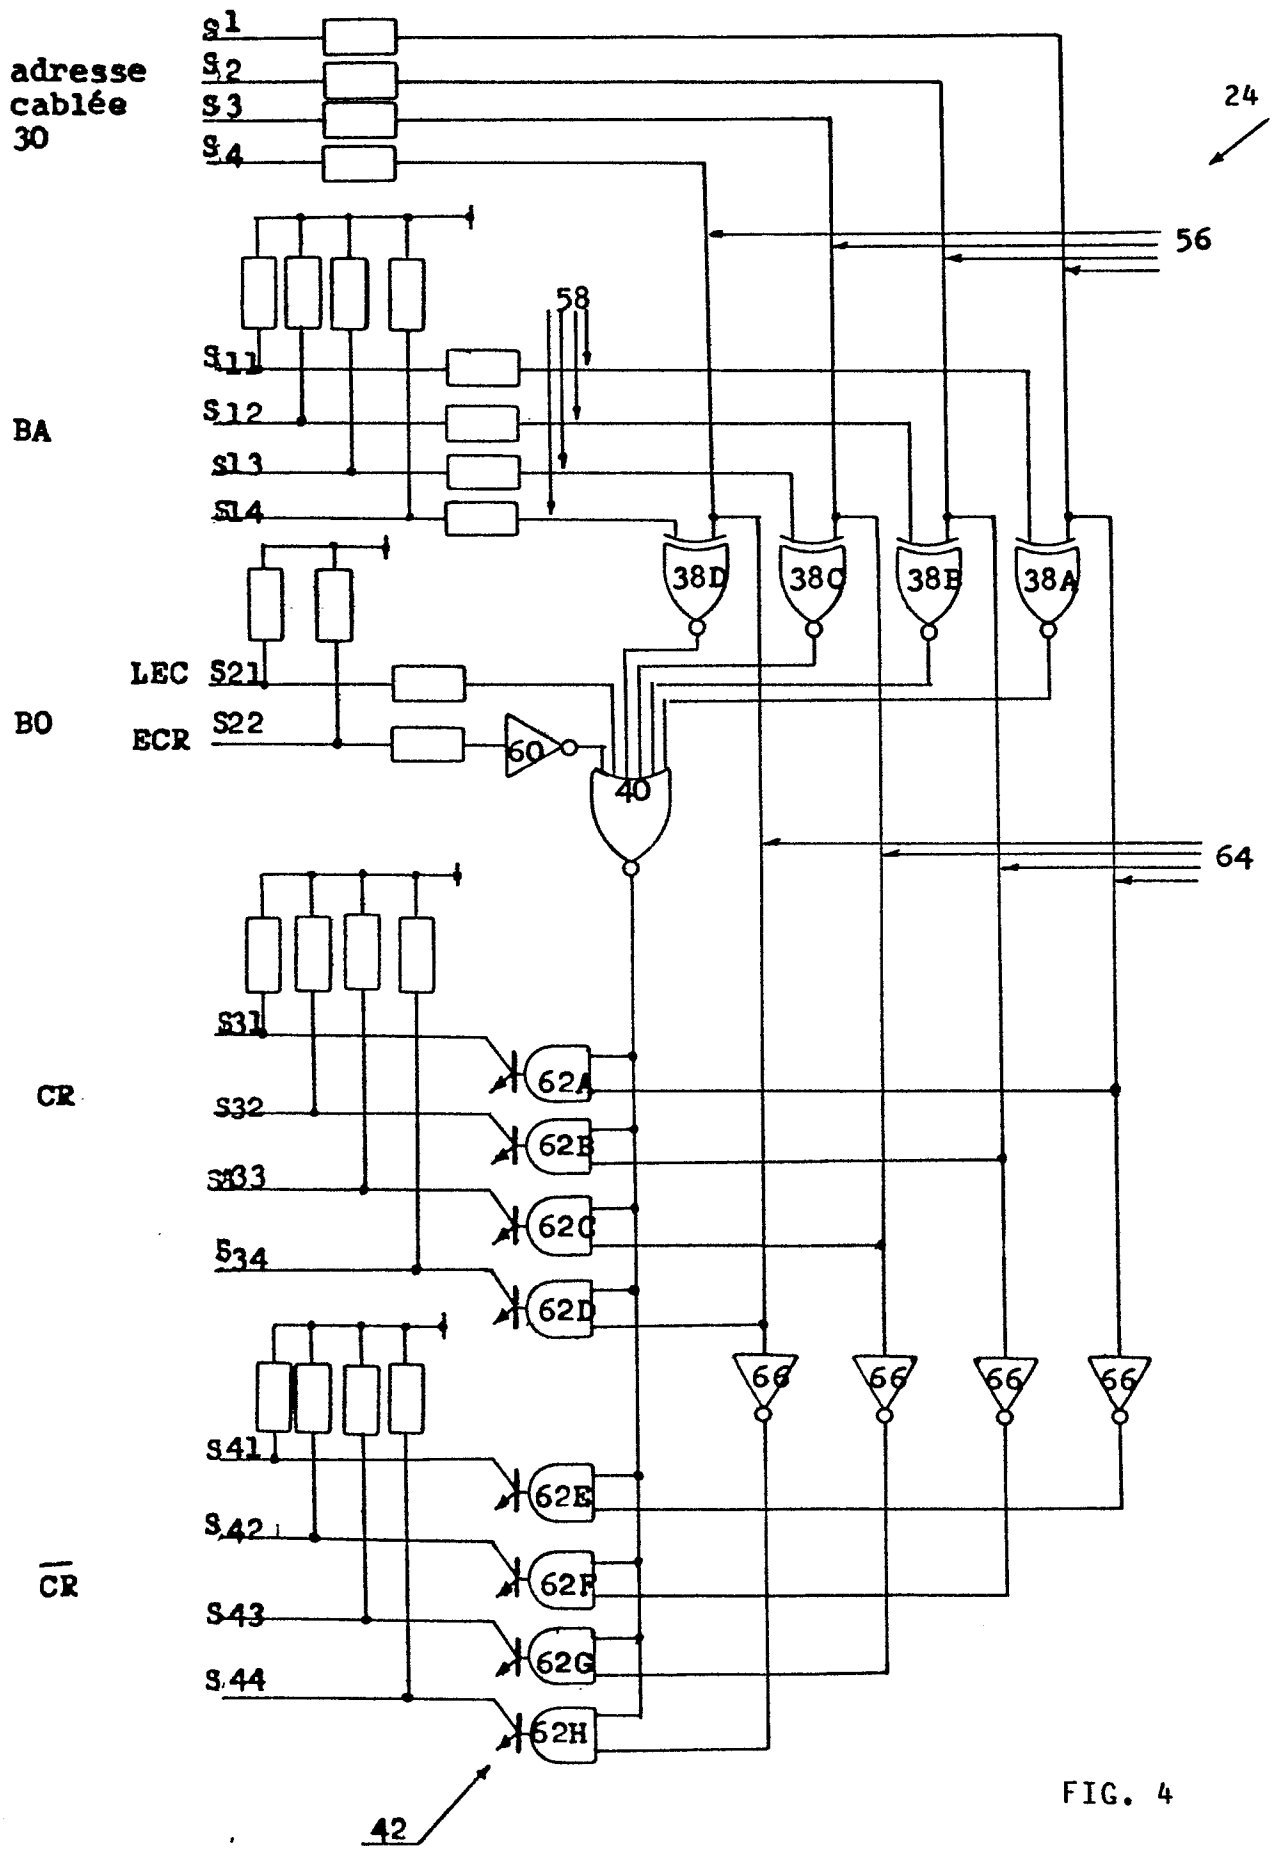 S1
adresse
cablée
30
S2
S3
S4
24
56
58
S11
S12
BA
S13
S14
38D
38C
38B
38A
LEC S21
BO
ECR S22
60
40
64
S31
CR
62A
S32
62B
S33
62C
S34
62D
66
66
66
66
S41
62E
S42
62F
CR
S43
62G
S44
62H
42
FIG. 4